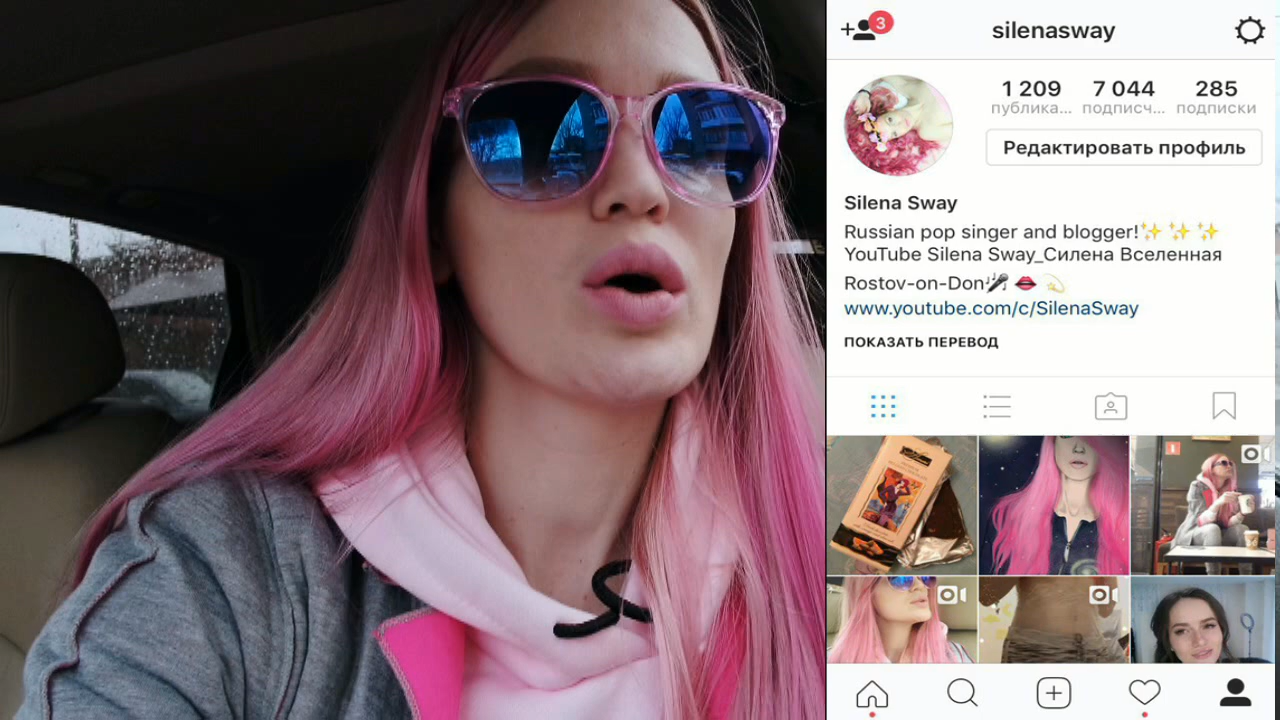 3
silenasway
1 209 7 044 285
публика... подписч... подписки
Редактировать профиль
Silena Sway
Russian pop singer and blogger!✨✨✨
YouTube Silena Sway_Силена Вселенная
Rostov-on-Don🎤👄💫
www.youtube.com/c/SilenaSway
ПОКАЗАТЬ ПЕРЕВОД